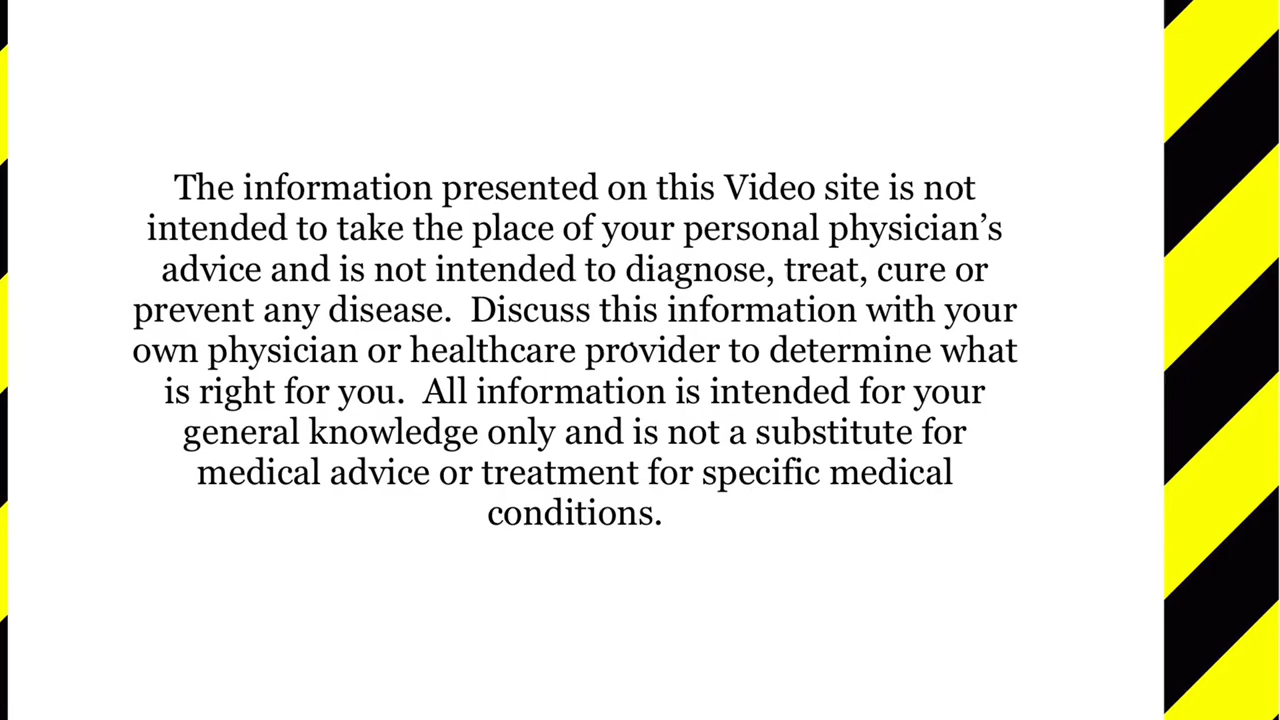 The information presented on this Video site is not
intended to take the place of your personal physician’s
advice and is not intended to diagnose, treat, cure or
prevent any disease.  Discuss this information with your
own physician or healthcare provider to determine what
is right for you.  All information is intended for your
general knowledge only and is not a substitute for
medical advice or treatment for specific medical
conditions.